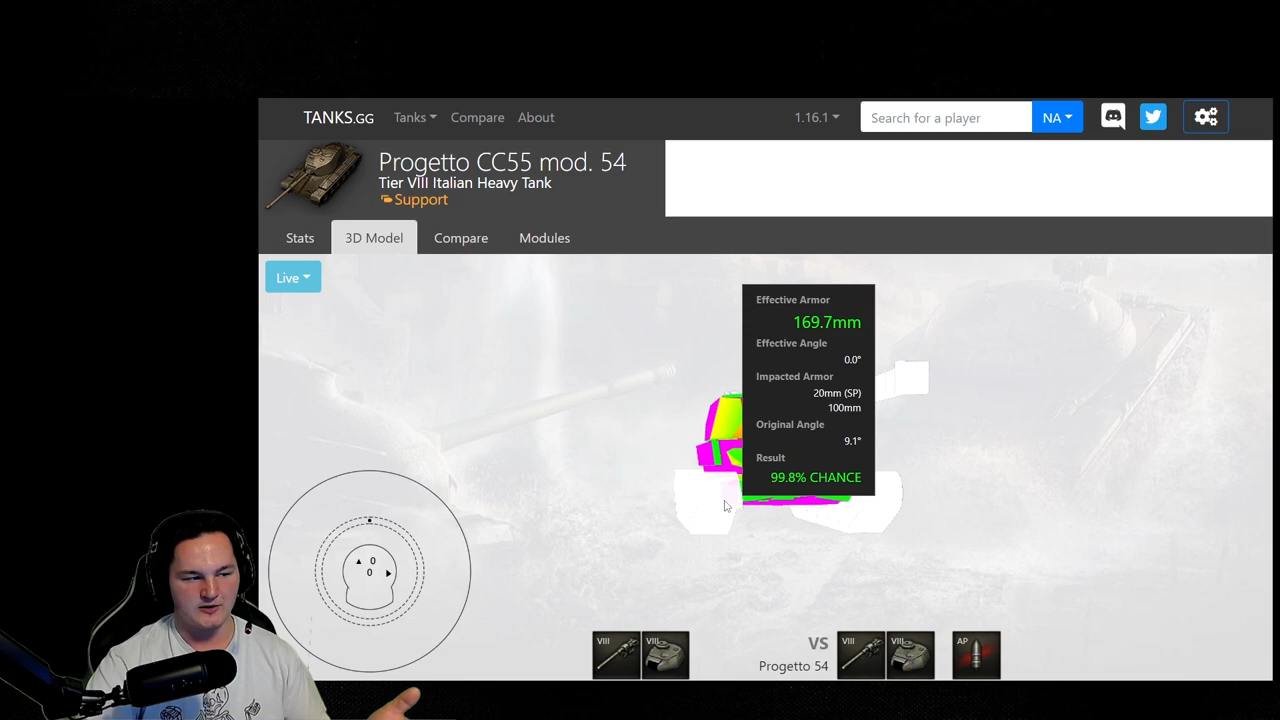 TANKS.GG Tanks Compare About 1.16.1 Search for a player NA
Progetto CC55 mod. 54
Tier VIII Italian Heavy Tank
Support
Stats 3D Model Compare Modules
Live
Effective Armor
169.7mm
Effective Angle
0.0°
Impacted Armor
20mm (SP)
100mm
Original Angle
9.1°
Result
99.8% CHANCE
0
0
VIII VIII VS VIII VIII AP
Progetto 54